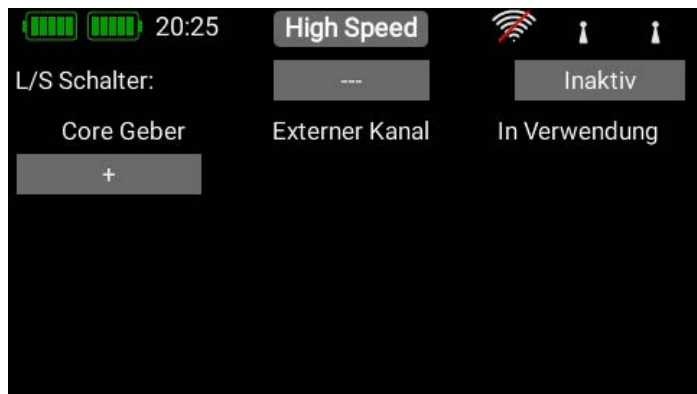 20:25 High Speed
L/S Schalter: --- Inaktiv
Core Geber Externer Kanal In Verwendung
+